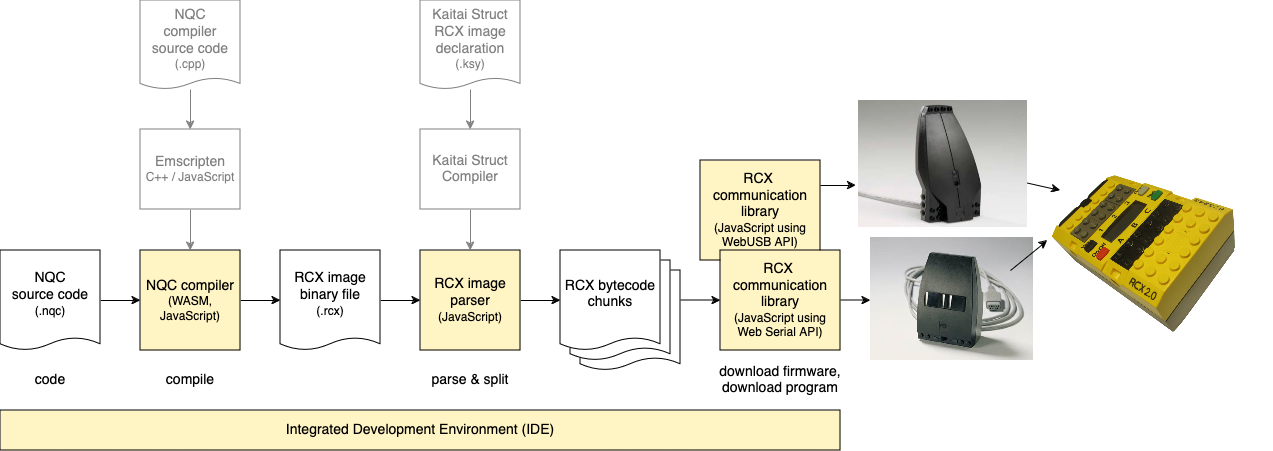 NQC
compiler
source code
(.cpp)
Kaitai Struct
RCX image
declaration
(.ksy)
Emscripten
C++ / JavaScript
Kaitai Struct
Compiler
RCX
communication
library
(JavaScript using
WebUSB API)
NQC
source code
(.nqc)
NQC compiler
(WASM,
JavaScript)
RCX image
binary file
(.rcx)
RCX image
parser
(JavaScript)
RCX bytecode
chunks
RCX
communication
library
(JavaScript using
Web Serial API)
RCX 2.0
code
compile
parse & split
download firmware,
download program
Integrated Development Environment (IDE)